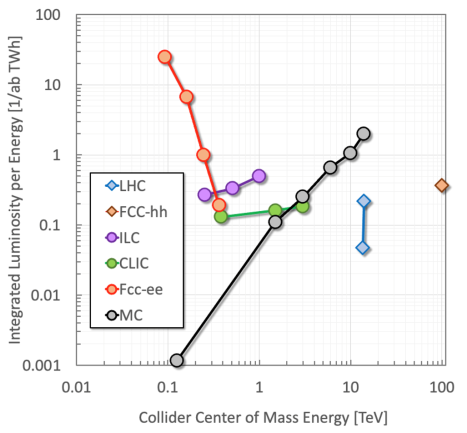 100
10
1
0.1
0.01
0.001
Integrated Luminosity per Energy [1/ab TWh]
LHC
FCC-hh
ILC
CLIC
Fcc-ee
MC
0.01
0.1
1
10
100
Collider Center of Mass Energy [TeV]